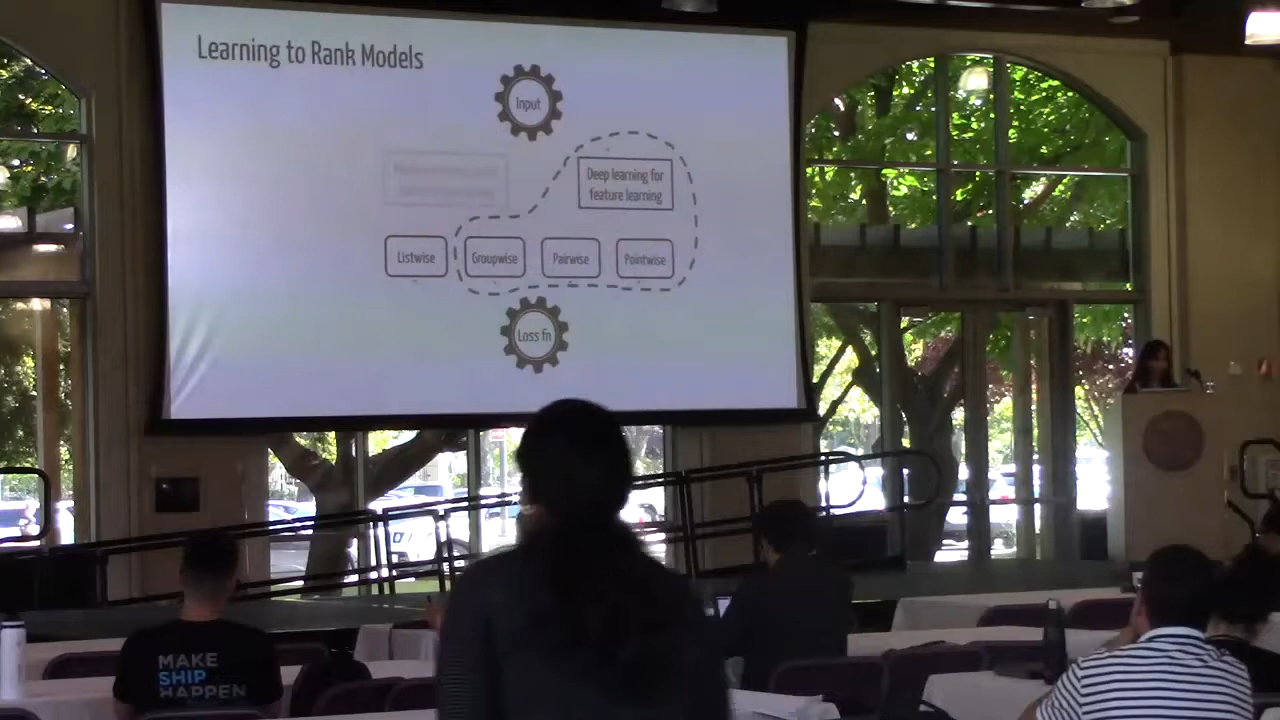 Learning to Rank Models
Input
Deep learning for
feature learning
Listwise
Groupwise
Pairwise
Pointwise
Loss fn
MAKE
SHIP
HAPPEN